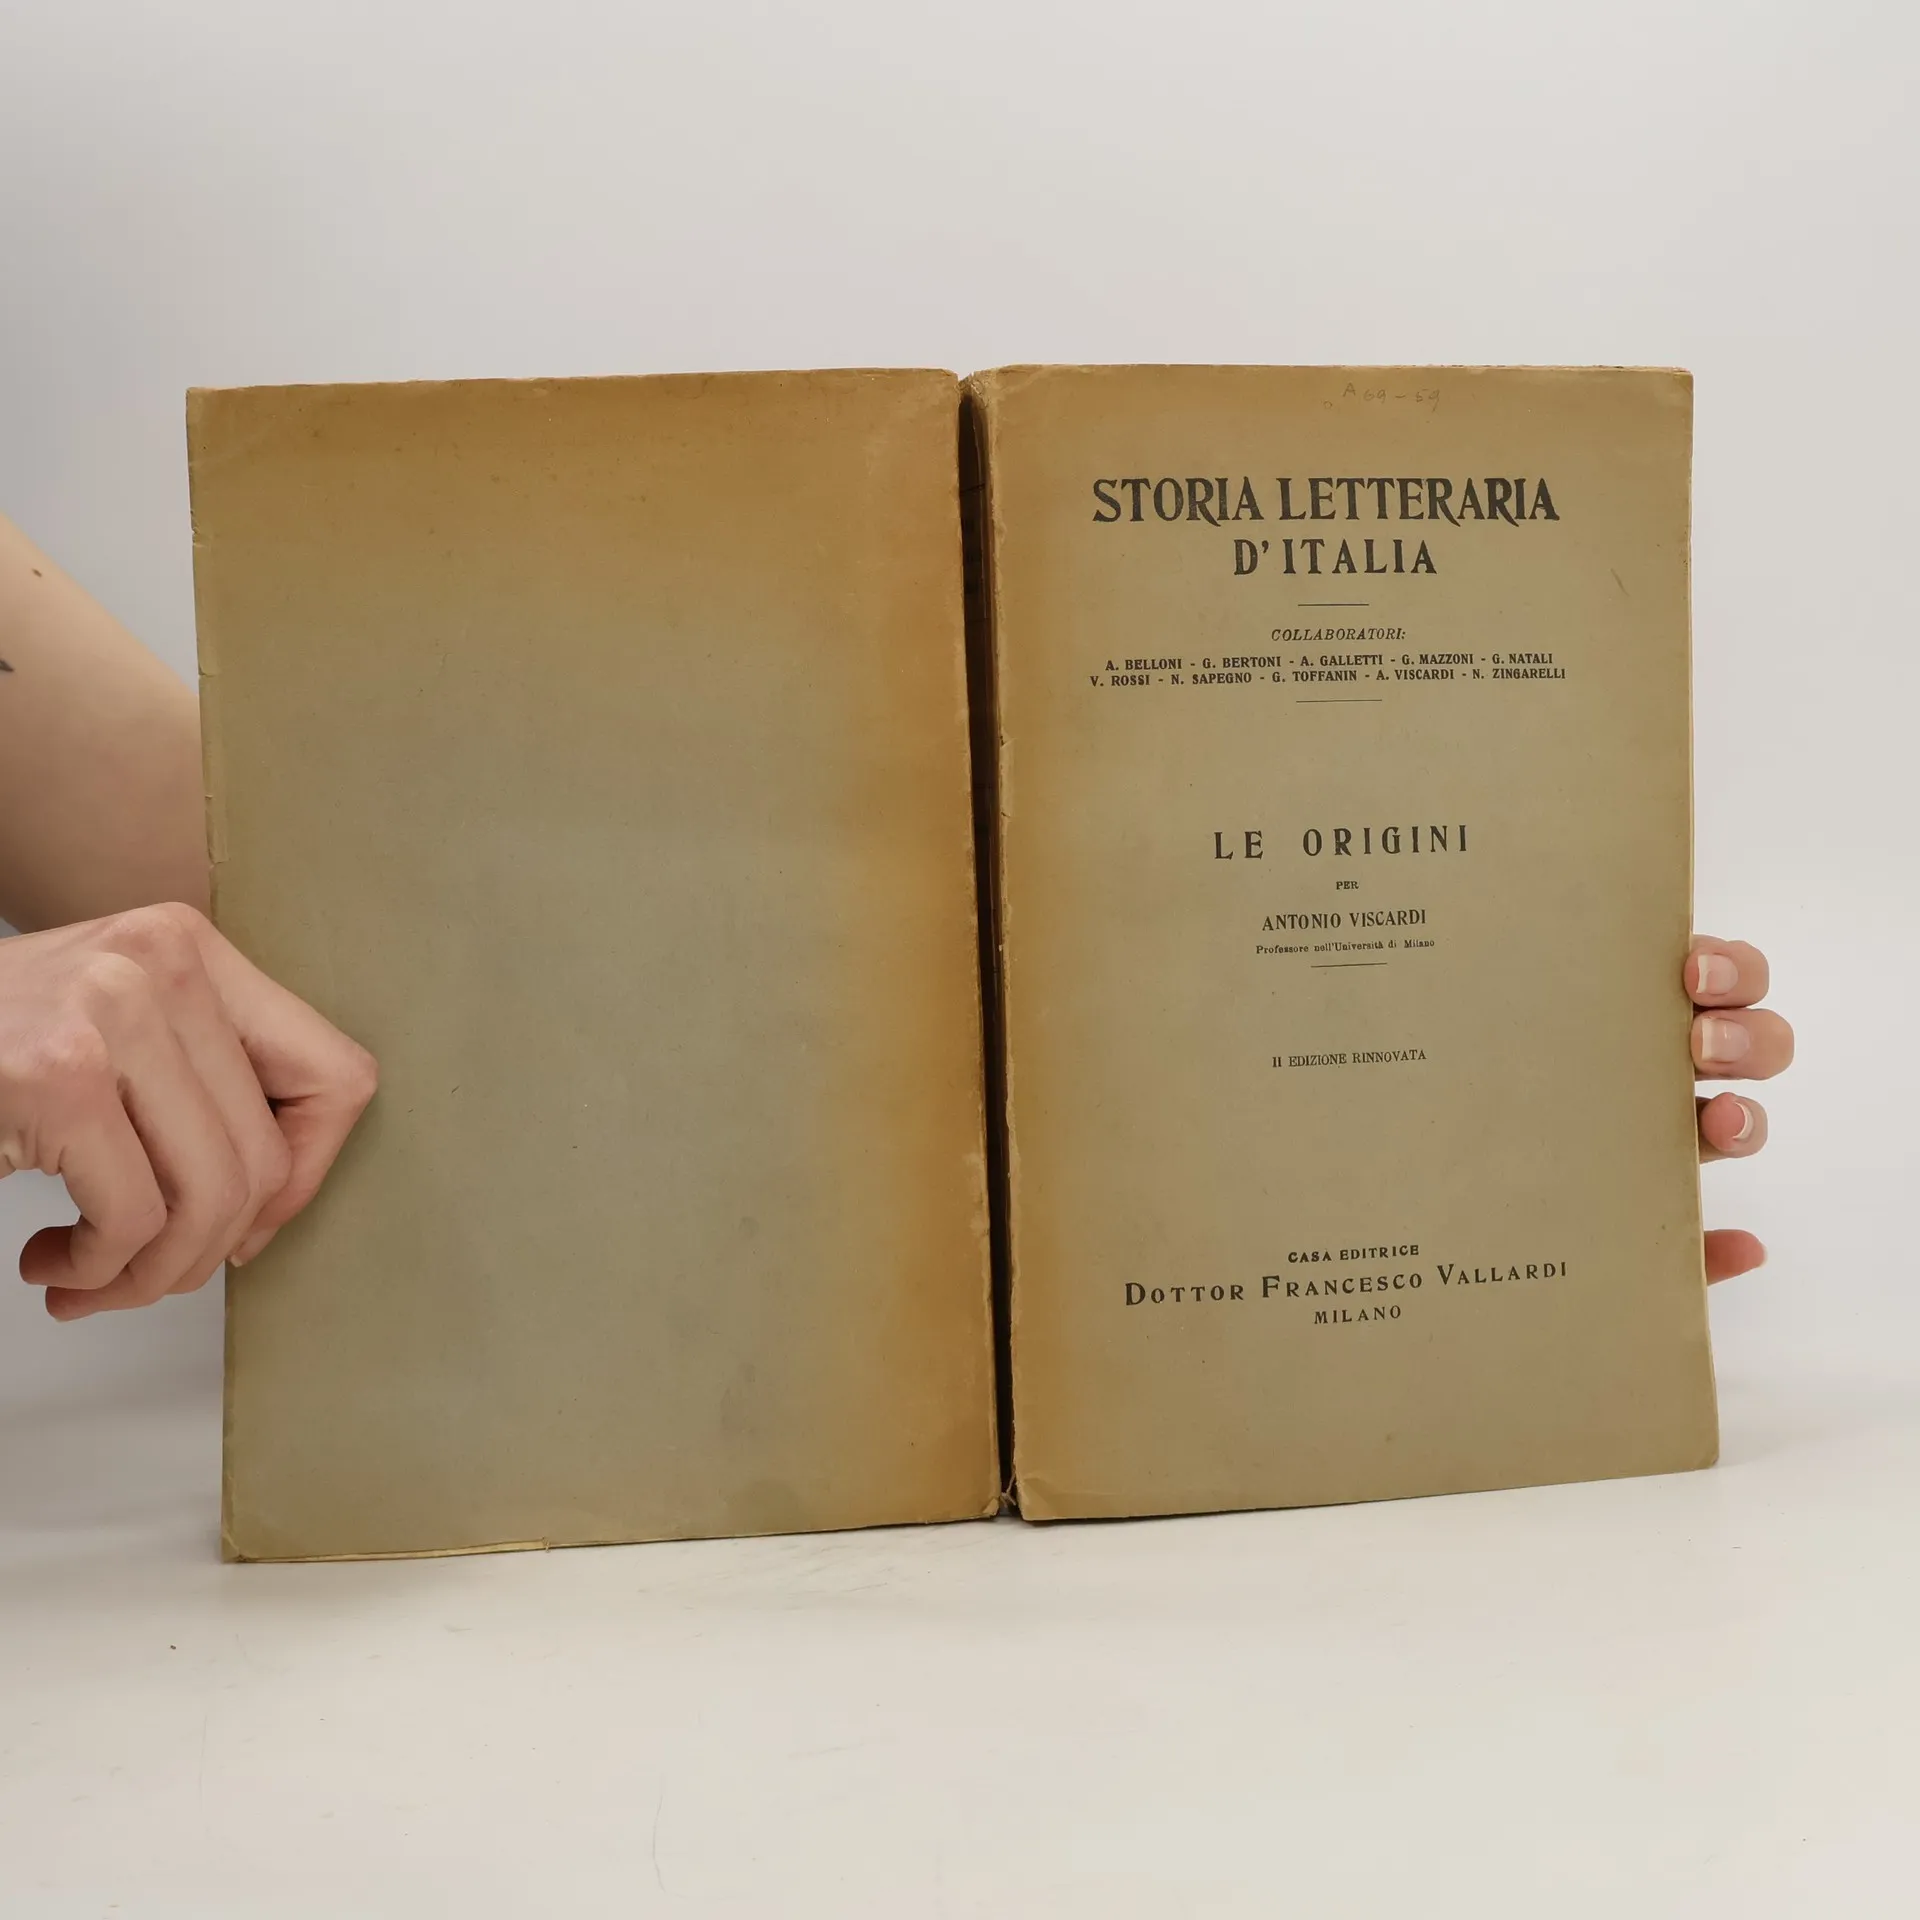 A 69-59
STORIA LETTERARIA
D'ITALIA
COLLABORATORI:
A. BELLONI - G. BERTONI - A. GALLETTI - G. MAZZONI - G. NATALI
V. ROSSI - N. SAPEGNO - G. TOFFANIN - A. VISCARDI - N. ZINGARELLI
LE ORIGINI
PER
ANTONIO VISCARDI
Professore nell'Università di Milano
II EDIZIONE RINNOVATA
CASA EDITRICE
DOTTOR FRANCESCO VALLARDI
MILANO